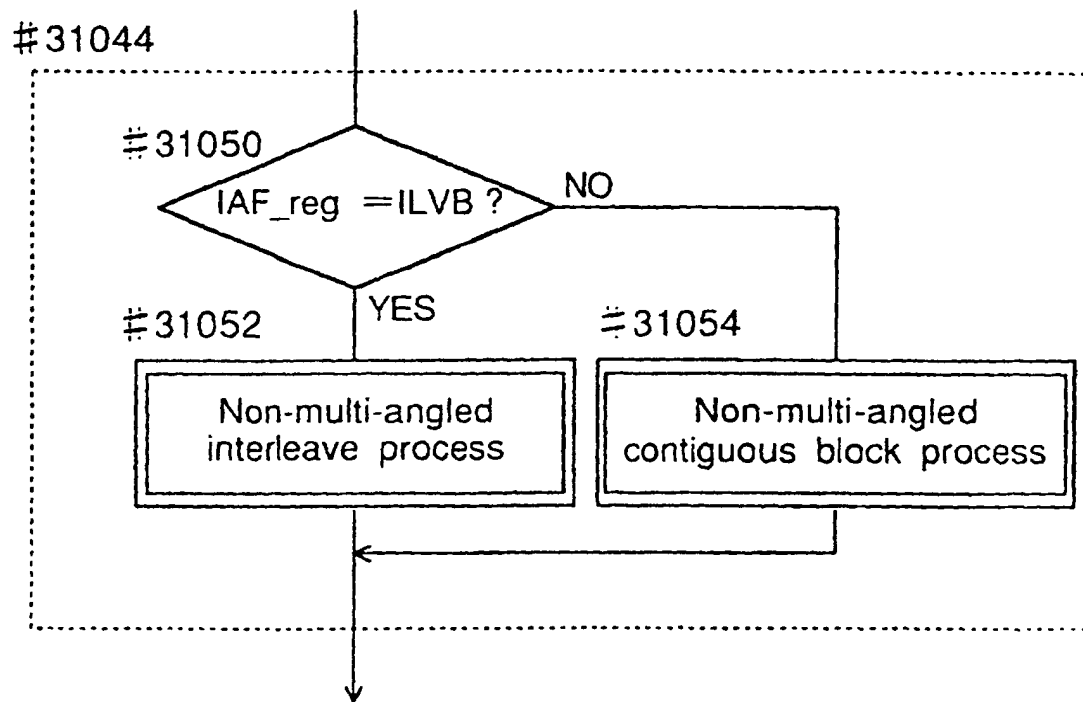 #31044
#31050
IAF_reg =ILVB ?
NO
YES
#31052
#31054
Non-multi-angled
interleave process
Non-multi-angled
contiguous block process